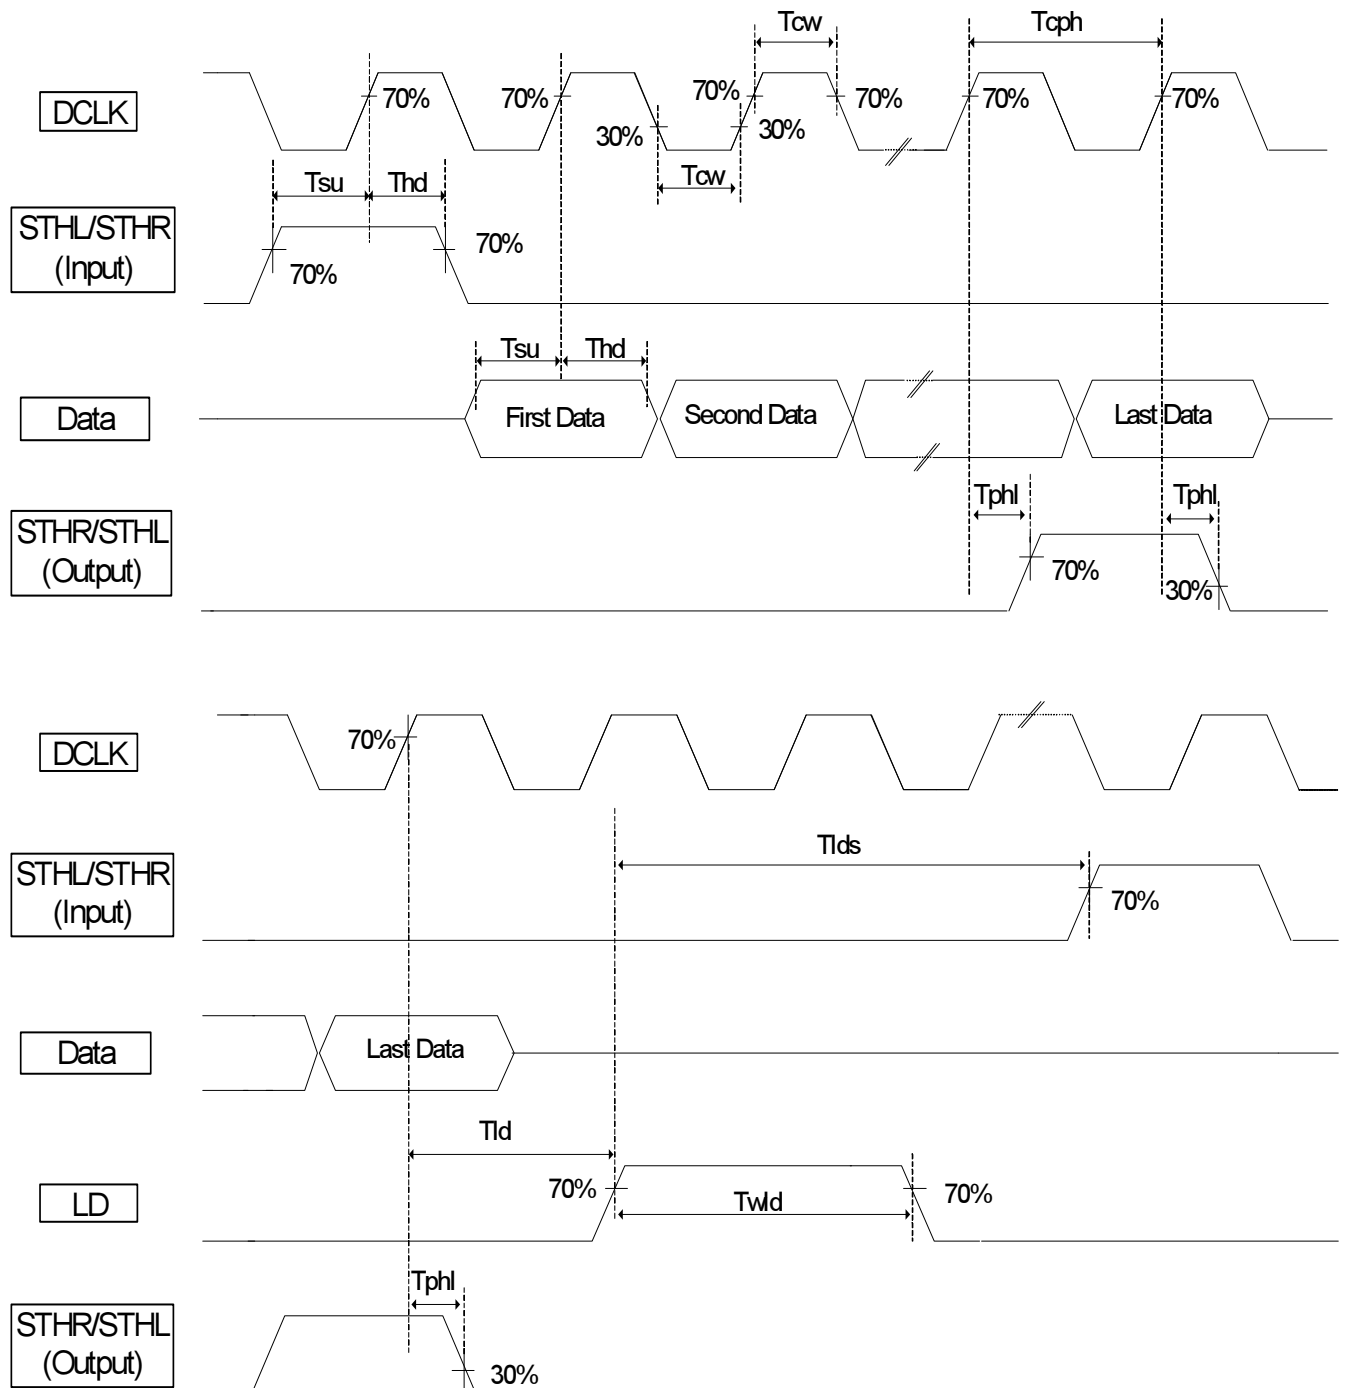 Tcw
Tcph
DCLK
70%
70%
70%
70%
70%
70%
30%
30%
Tsu
Thd
Tcw
STHL/STHR
(Input)
70%
70%
Tsu
Thd
Data
First Data
Second Data
Last Data
Tphl
Tphl
STHR/STHL
(Output)
70%
30%
DCLK
70%
Tlds
STHL/STHR
(Input)
70%
Data
Last Data
Tld
LD
70%
70%
Twld
Tphl
STHR/STHL
(Output)
30%